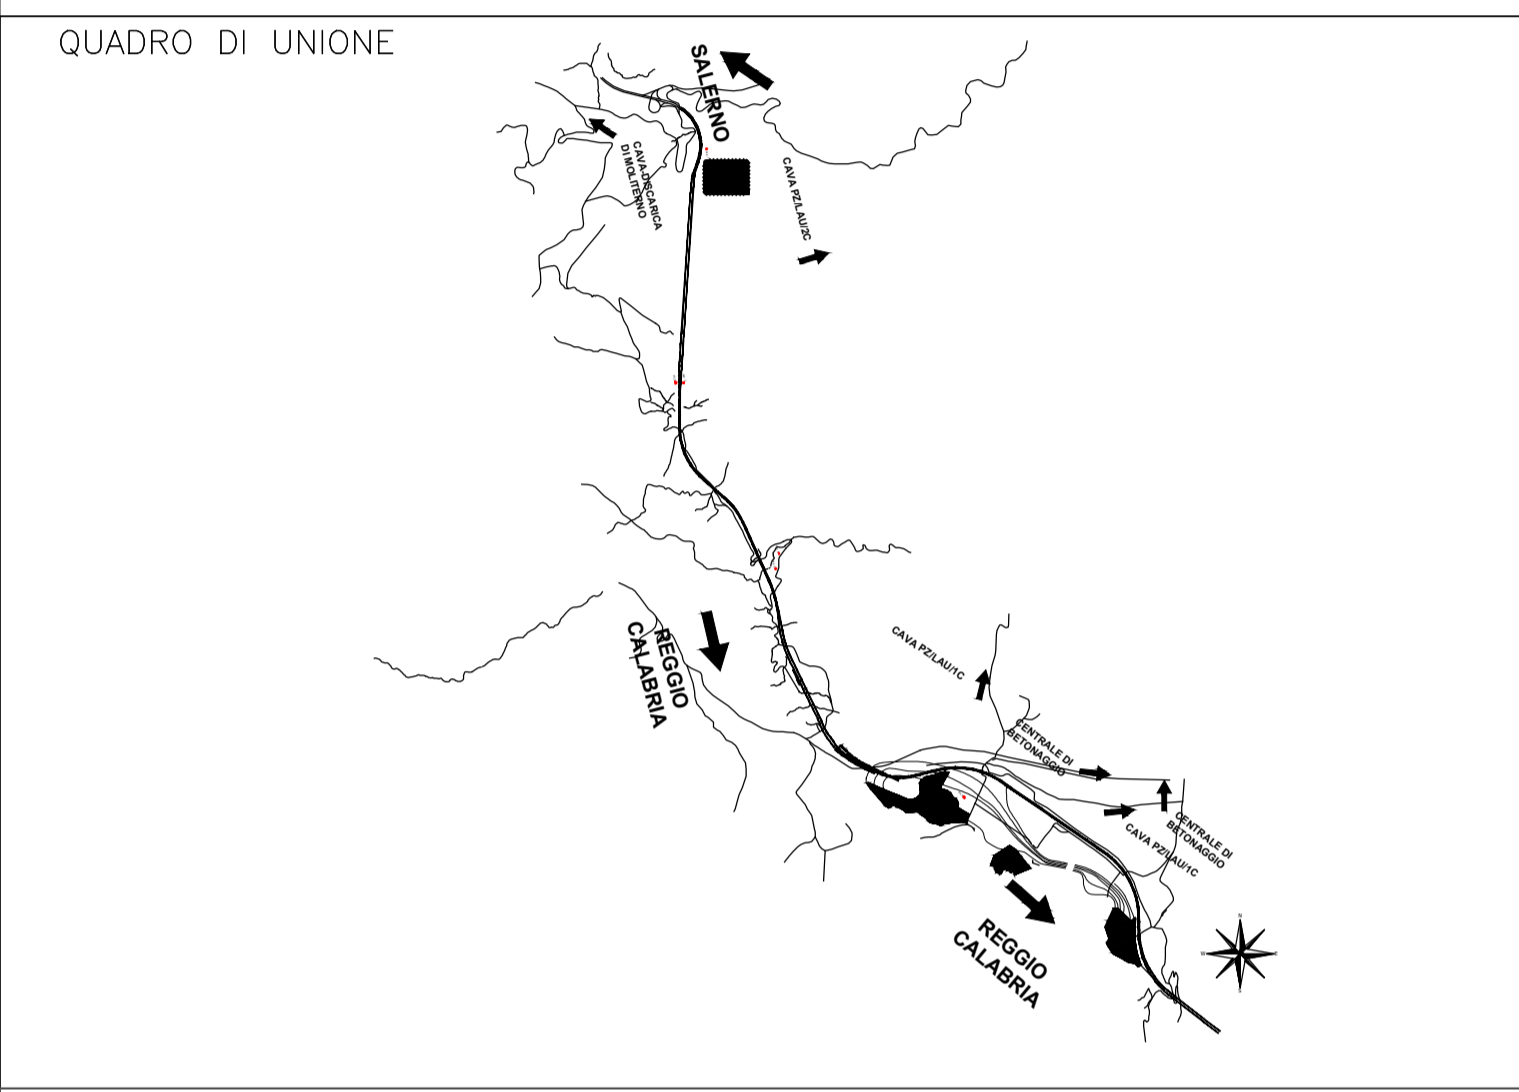 QUADRO DI UNIONE
SALERNO
CAVA-DISCARICA
DI MOLITERNO
CAVA PZ/LAU/2C
REGGIO
CALABRIA
CAVA PZ/LAU/1C
CENTRALE DI
BETONAGGIO
CENTRALE DI
BETONAGGIO
CAVA PZ/LAU/1C
REGGIO
CALABRIA
N
W
E
S